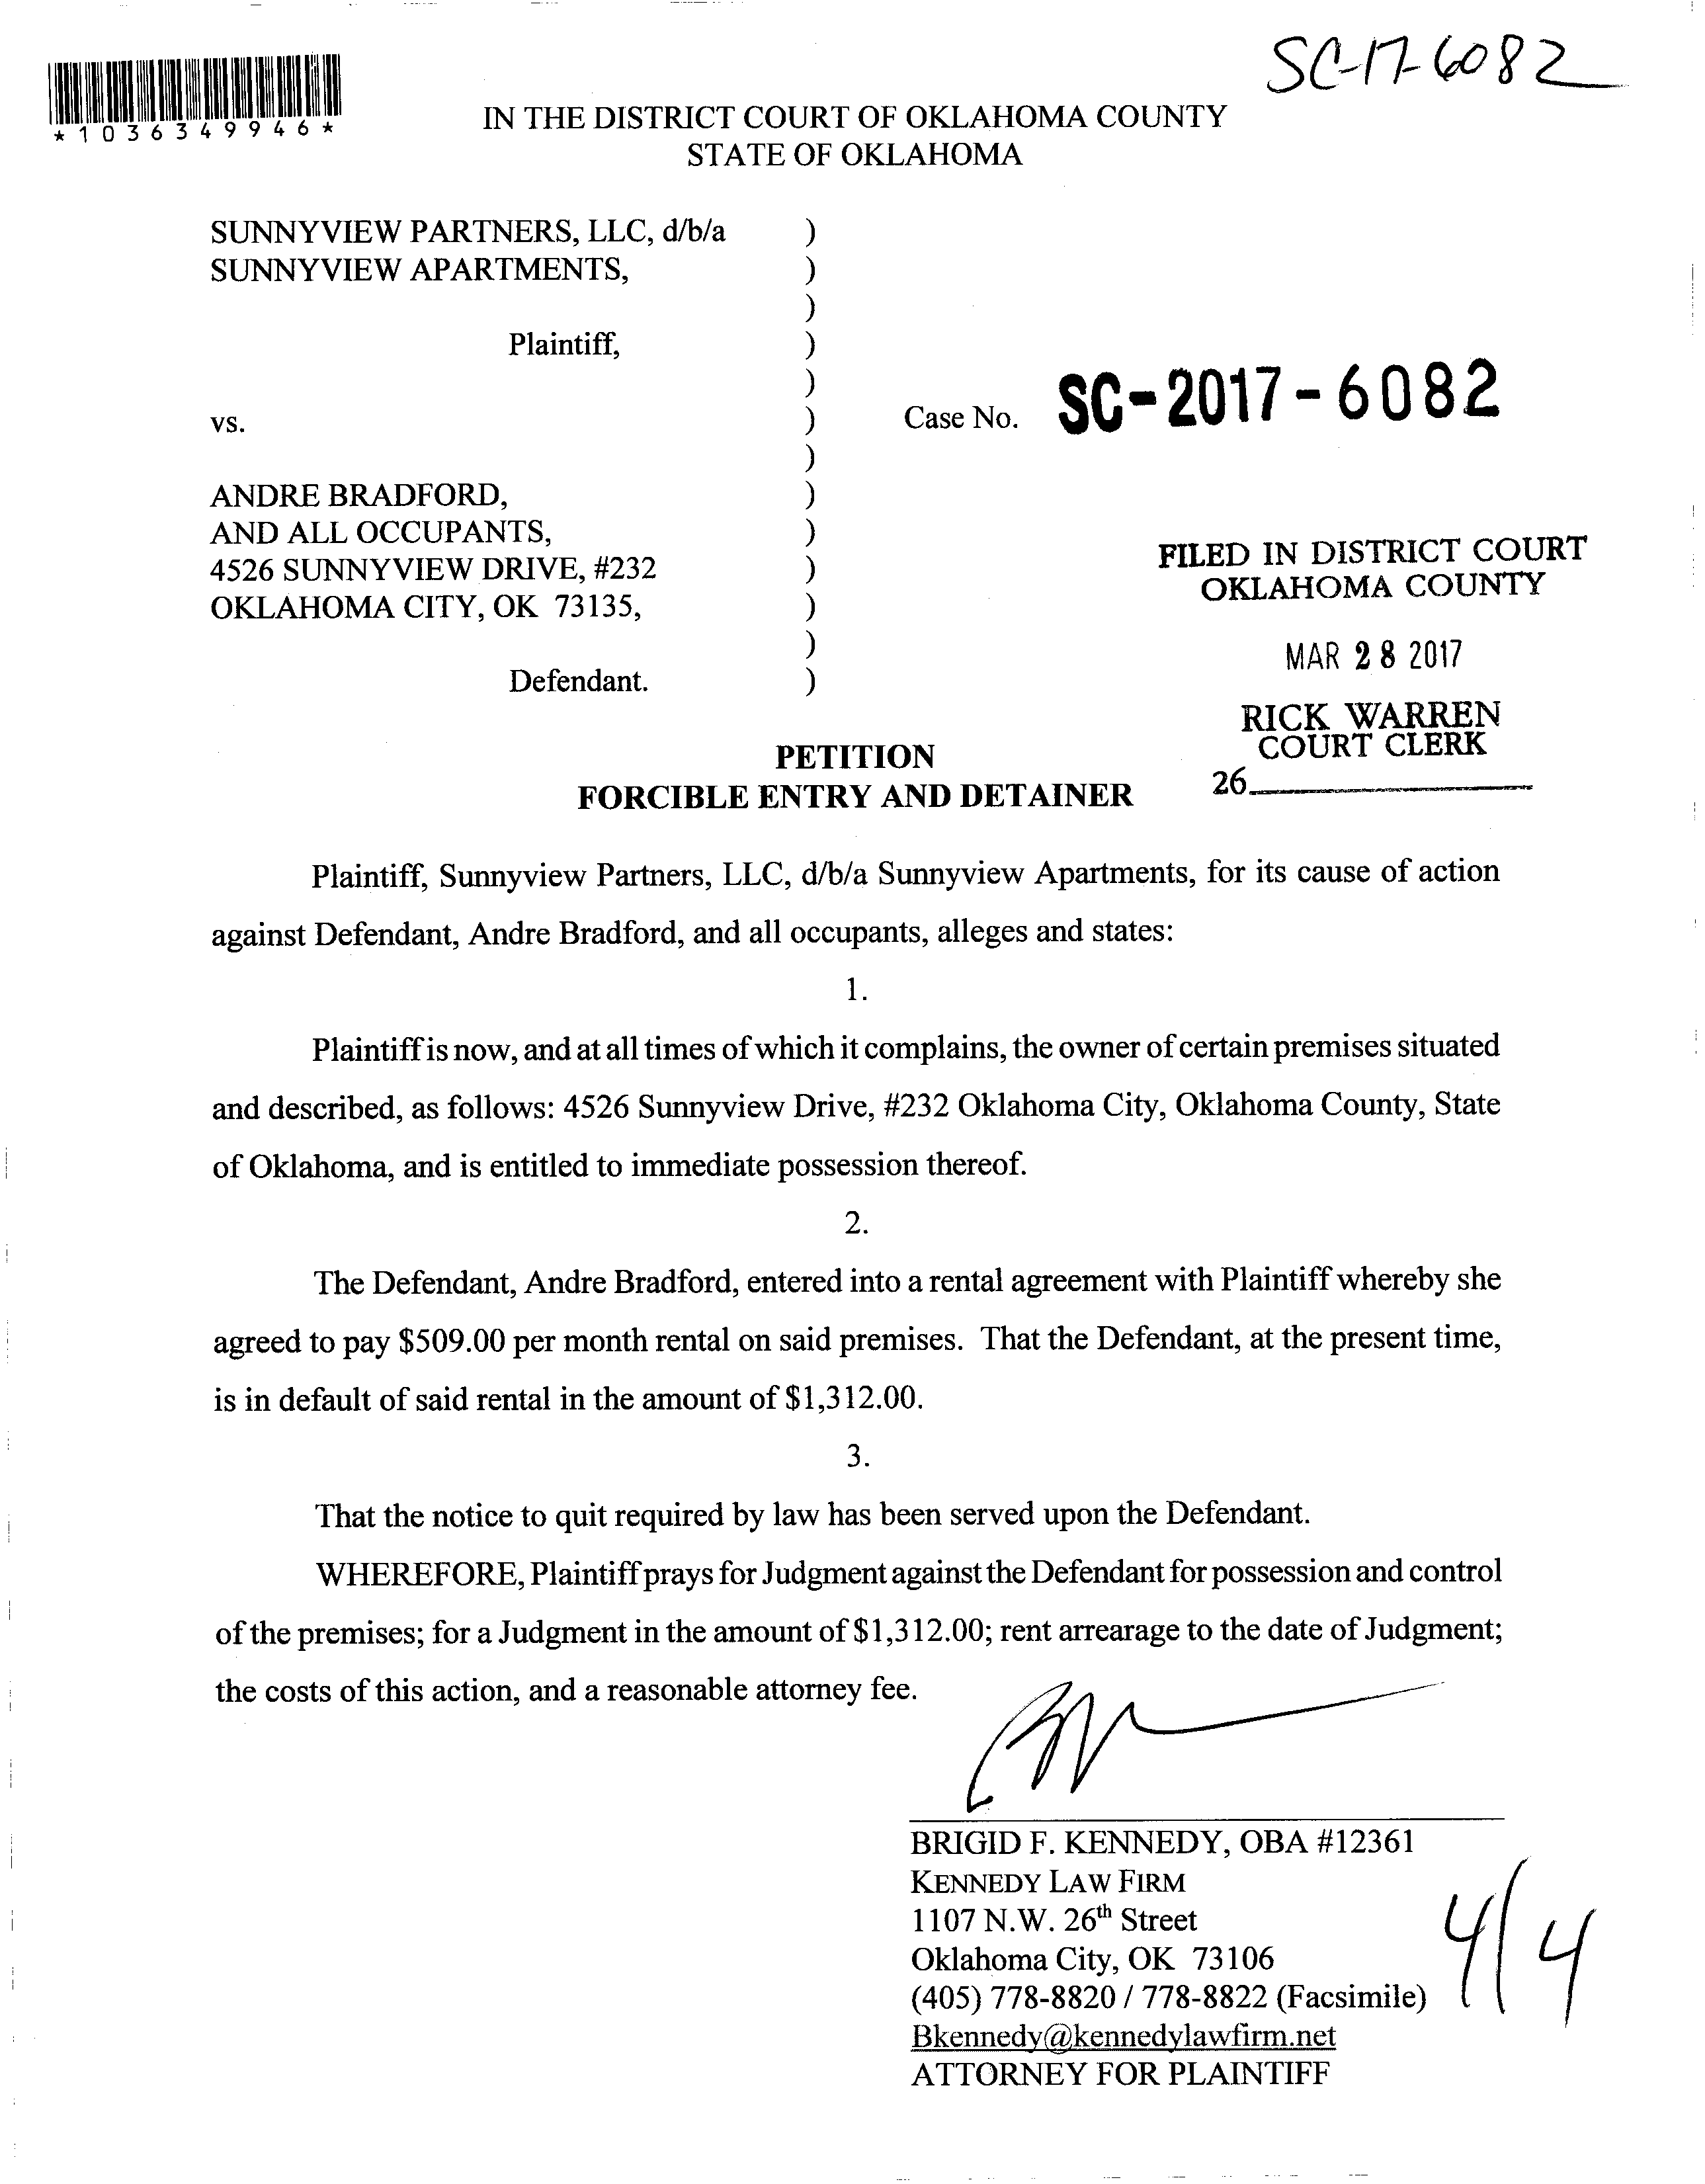 SC-17-6082
*1036349946*
IN THE DISTRICT COURT OF OKLAHOMA COUNTY
STATE OF OKLAHOMA
SUNNYVIEW PARTNERS, LLC, d/b/a )
SUNNYVIEW APARTMENTS, )
)
Plaintiff, )
)
vs. ) Case No. SC-2017-6082
)
ANDRE BRADFORD, )
AND ALL OCCUPANTS, )
4526 SUNNYVIEW DRIVE, #232 )
OKLAHOMA CITY, OK 73135, )
)
Defendant. )
FILED IN DISTRICT COURT
OKLAHOMA COUNTY
MAR 28 2017
RICK WARREN
COURT CLERK
26
PETITION
FORCIBLE ENTRY AND DETAINER
Plaintiff, Sunnyview Partners, LLC, d/b/a Sunnyview Apartments, for its cause of action
against Defendant, Andre Bradford, and all occupants, alleges and states:
1.
Plaintiff is now, and at all times of which it complains, the owner of certain premises situated
and described, as follows: 4526 Sunnyview Drive, #232 Oklahoma City, Oklahoma County, State
of Oklahoma, and is entitled to immediate possession thereof.
2.
The Defendant, Andre Bradford, entered into a rental agreement with Plaintiff whereby she
agreed to pay $509.00 per month rental on said premises. That the Defendant, at the present time,
is in default of said rental in the amount of $1,312.00.
3.
That the notice to quit required by law has been served upon the Defendant.
WHEREFORE, Plaintiff prays for Judgment against the Defendant for possession and control
of the premises; for a Judgment in the amount of $1,312.00; rent arrearage to the date of Judgment;
the costs of this action, and a reasonable attorney fee.
BRIGID F. KENNEDY, OBA #12361
KENNEDY LAW FIRM
1107 N.W. 26th Street
Oklahoma City, OK 73106
(405) 778-8820 / 778-8822 (Facsimile)
Bkennedy@kennedylawfirm.net
ATTORNEY FOR PLAINTIFF
4/4